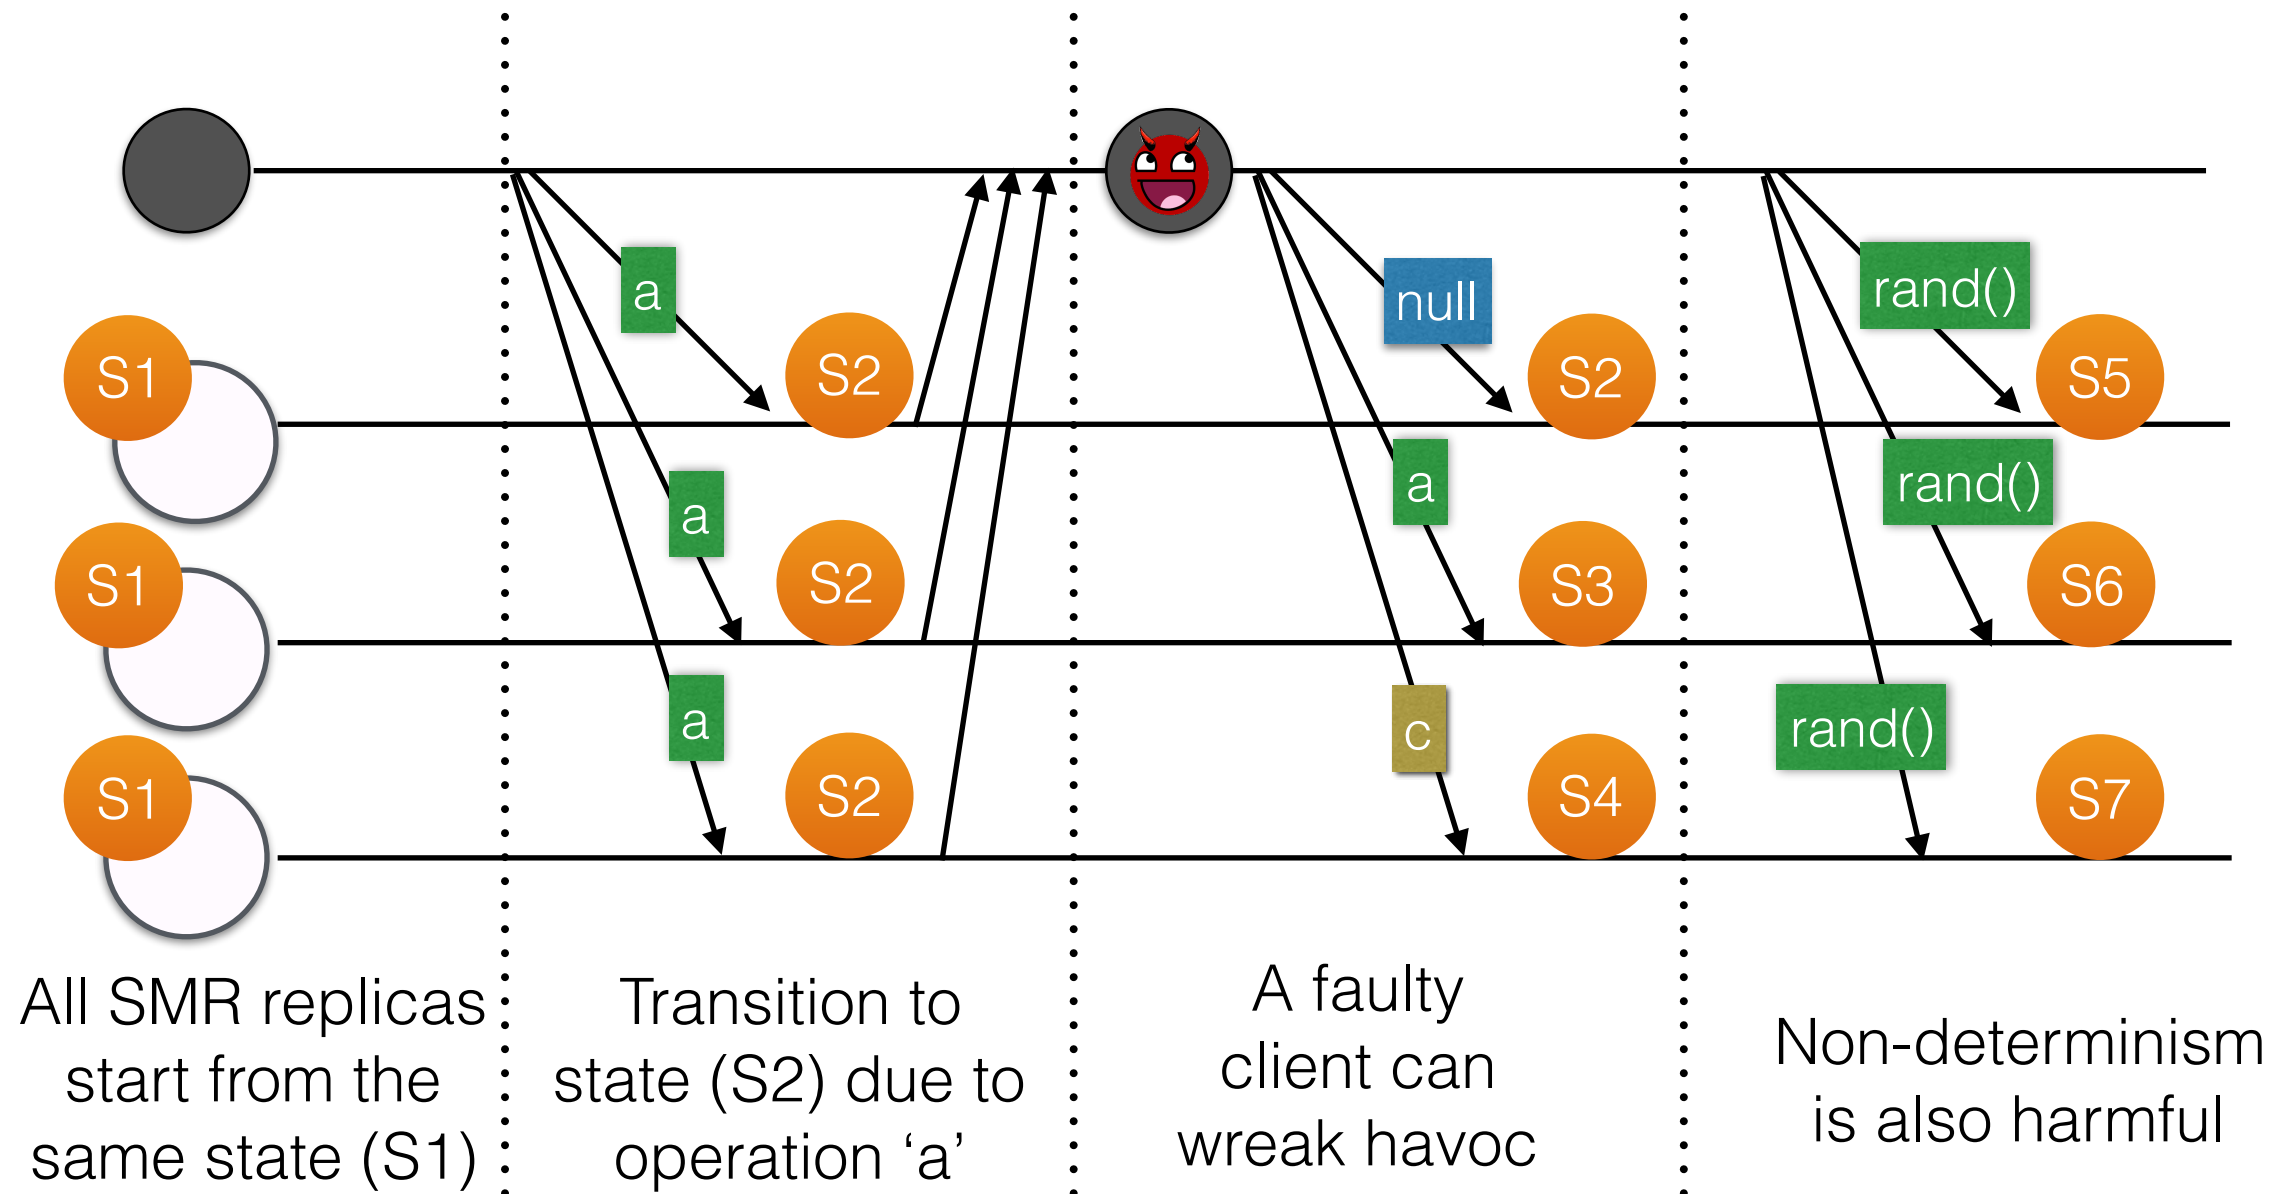 a
null
rand()
S1
S2
S2
S5
a
a
rand()
S1
S2
S3
S6
a
c
rand()
S1
S2
S4
S7
All SMR replicas
start from the
same state (S1)
Transition to
state (S2) due to
operation ‘a’
A faulty
client can
wreak havoc
Non-determinism
is also harmful